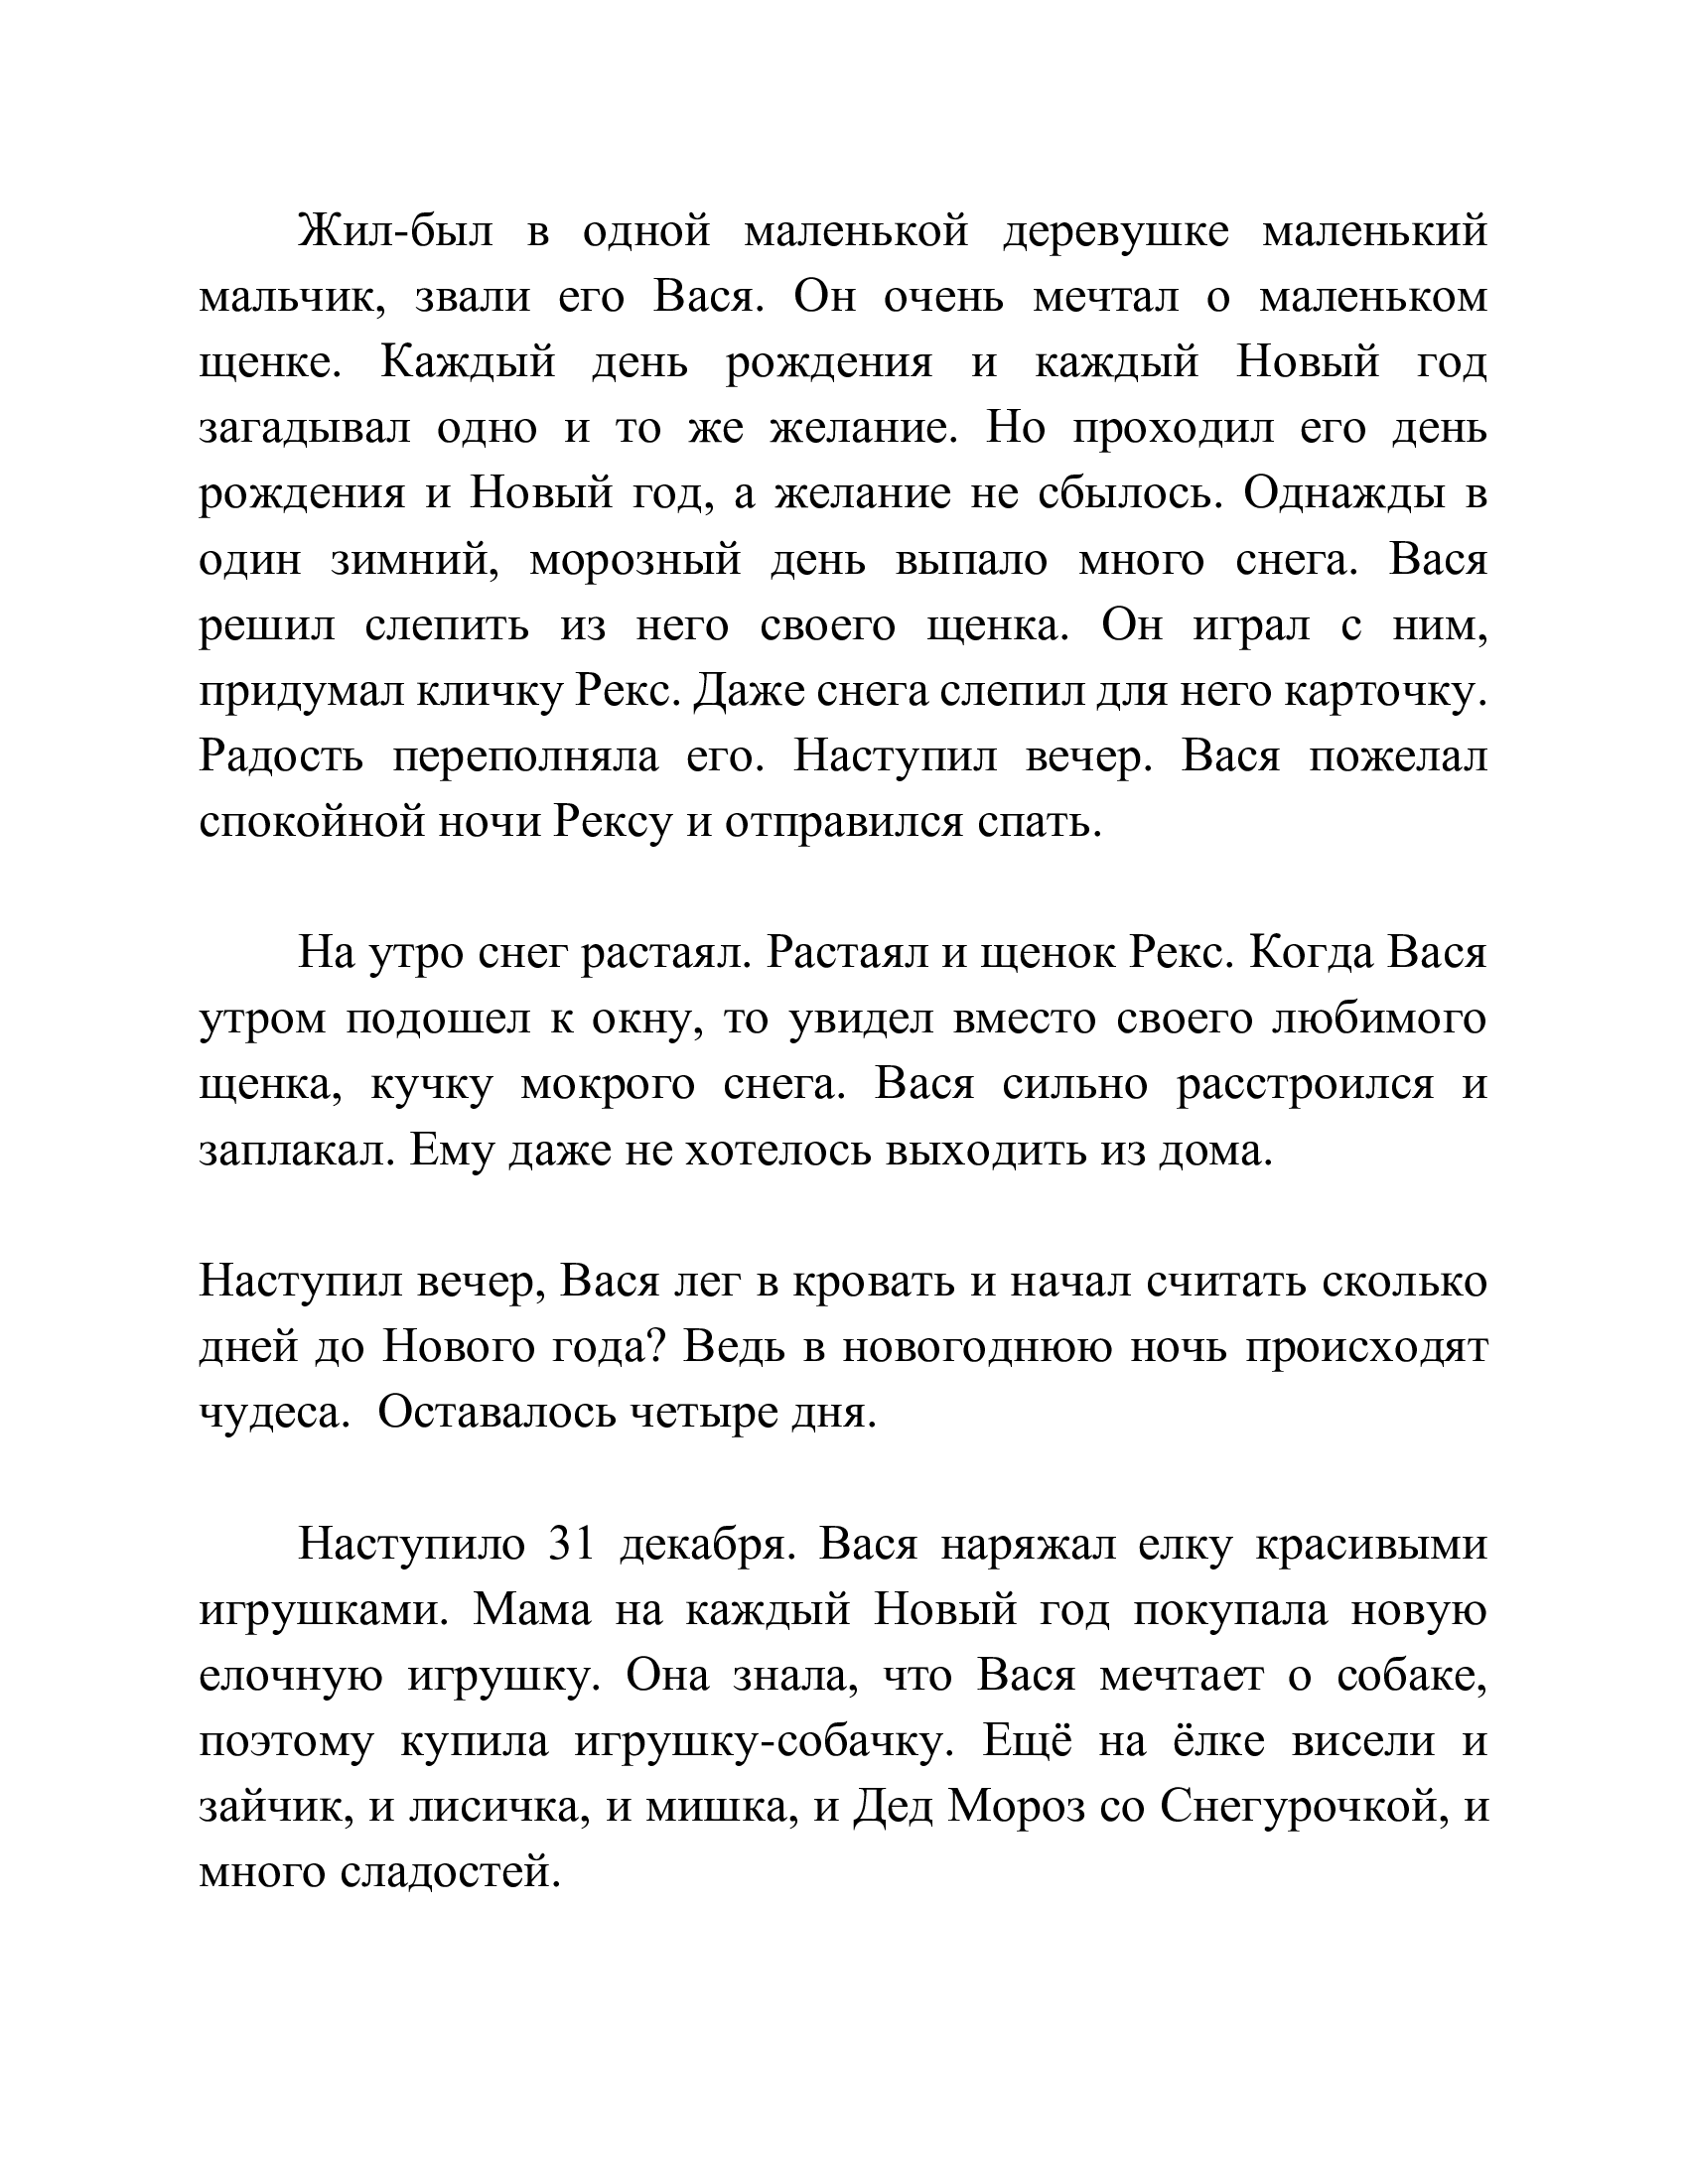 Жил-был в одной маленькой деревушке маленький
мальчик, звали его Вася. Он очень мечтал о маленьком
щенке. Каждый день рождения и каждый Новый год
загадывал одно и то же желание. Но проходил его день
рождения и Новый год, а желание не сбылось. Однажды в
один зимний, морозный день выпало много снега. Вася
решил слепить из него своего щенка. Он играл с ним,
придумал кличку Рекс. Даже снега слепил для него карточку.
Радость переполняла его. Наступил вечер. Вася пожелал
спокойной ночи Рексу и отправился спать.
На утро снег растаял. Растаял и щенок Рекс. Когда Вася
утром подошел к окну, то увидел вместо своего любимого
щенка, кучку мокрого снега. Вася сильно расстроился и
заплакал. Ему даже не хотелось выходить из дома.
Наступил вечер, Вася лег в кровать и начал считать сколько
дней до Нового года? Ведь в новогоднюю ночь происходят
чудеса.  Оставалось четыре дня.
Наступило 31 декабря. Вася наряжал елку красивыми
игрушками. Мама на каждый Новый год покупала новую
елочную игрушку. Она знала, что Вася мечтает о собаке,
поэтому купила игрушку-собачку. Ещё на ёлке висели и
зайчик, и лисичка, и мишка, и Дед Мороз со Снегурочкой, и
много сладостей.